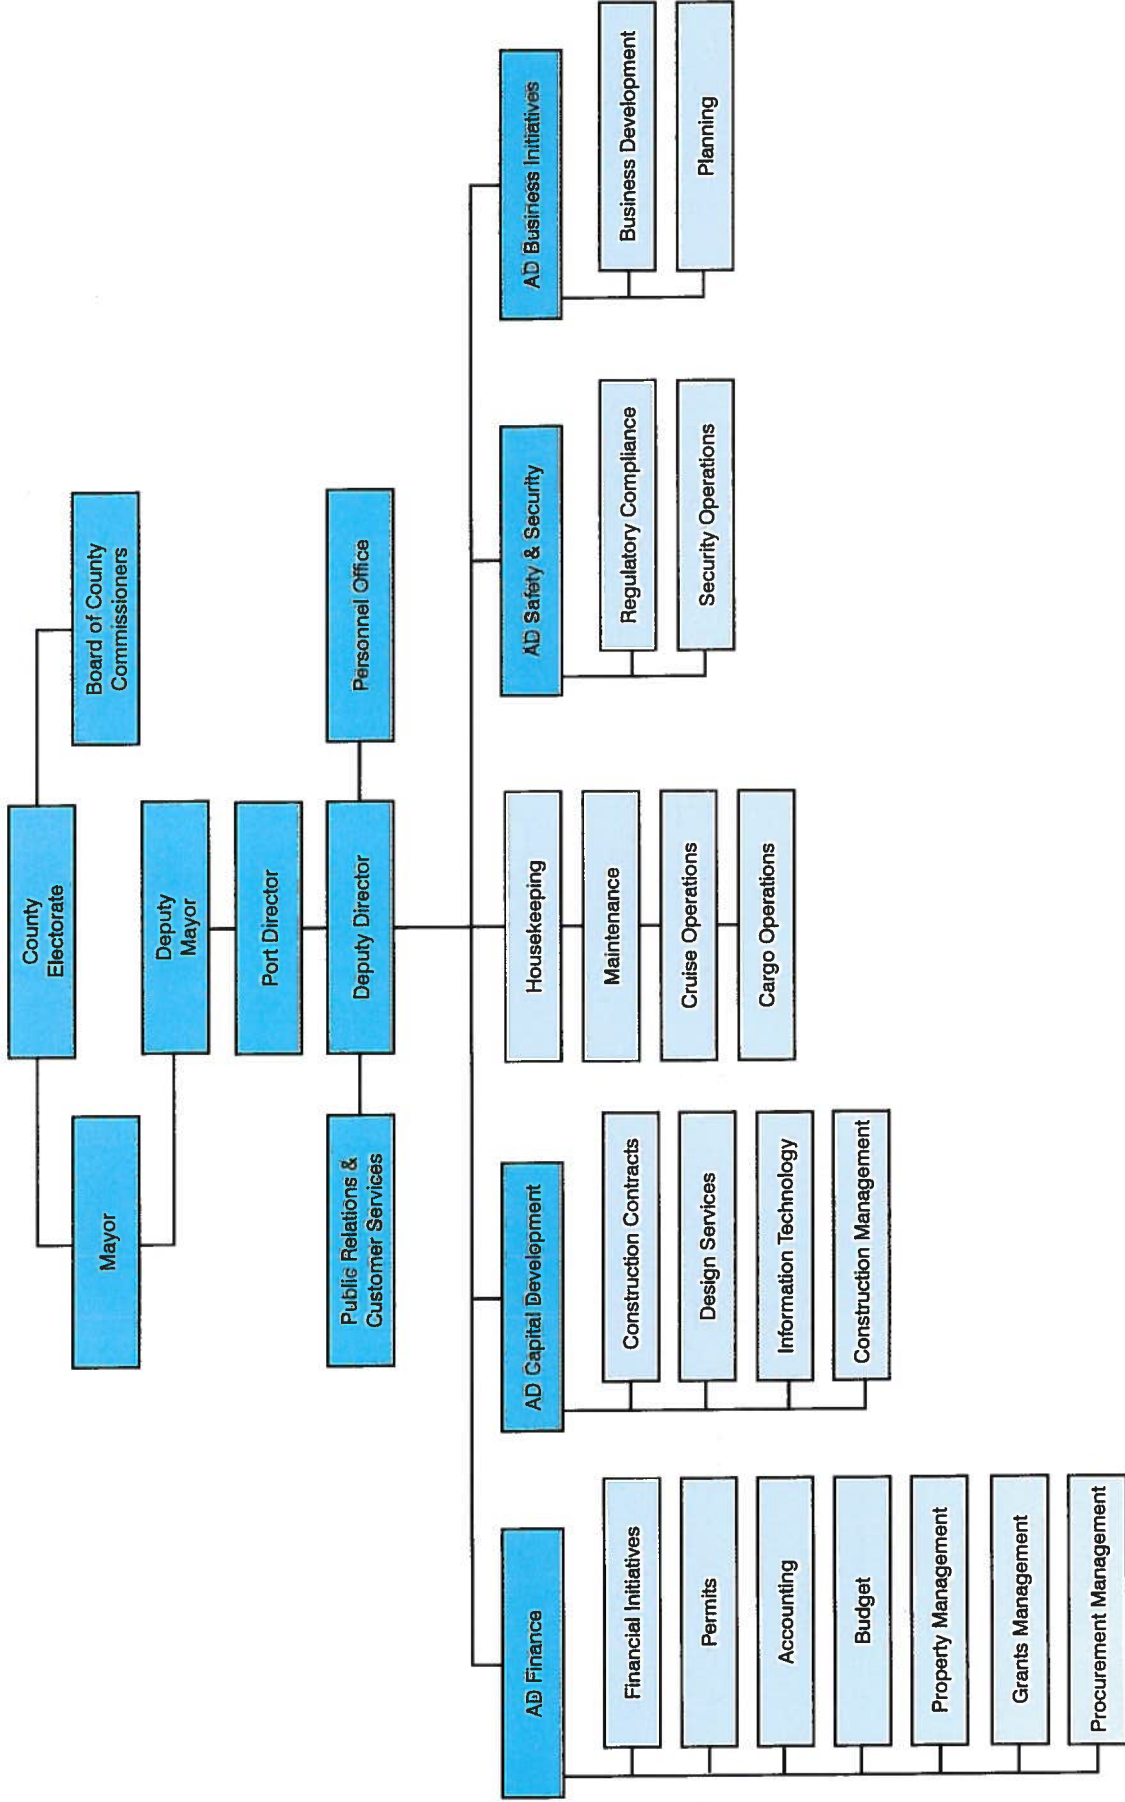 County
Electorate
Mayor
Board of County
Commissioners
Deputy
Mayor
Port Director
Public Relations &
Customer Services
Deputy Director
Personnel Office
AD Finance
Financial Initiatives
Permits
Accounting
Budget
Property Management
Grants Management
Procurement Management
AD Capital Development
Construction Contracts
Design Services
Information Technology
Construction Management
Housekeeping
Maintenance
Cruise Operations
Cargo Operations
AD Safety & Security
Regulatory Compliance
Security Operations
AD Business Initiatives
Business Development
Planning